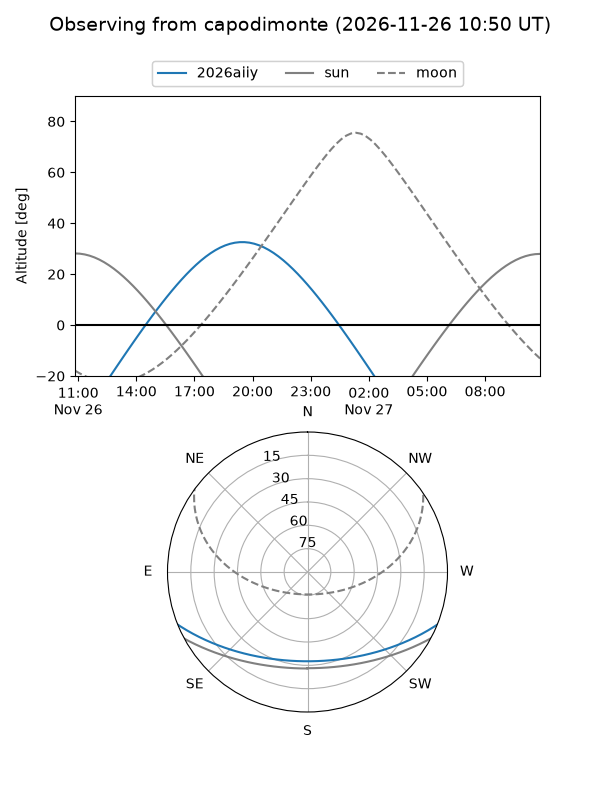 Observing from capodimonte (2026-11-26 10:50 UT)
2026aiiy sun moon
Altitude [deg]
80
60
40
20
0
−20
11:00 14:00 17:00 20:00 23:00 02:00 05:00 08:00
Nov 26 Nov 27
N
NE NW
15
30
45
60
75
E W
SE SW
S